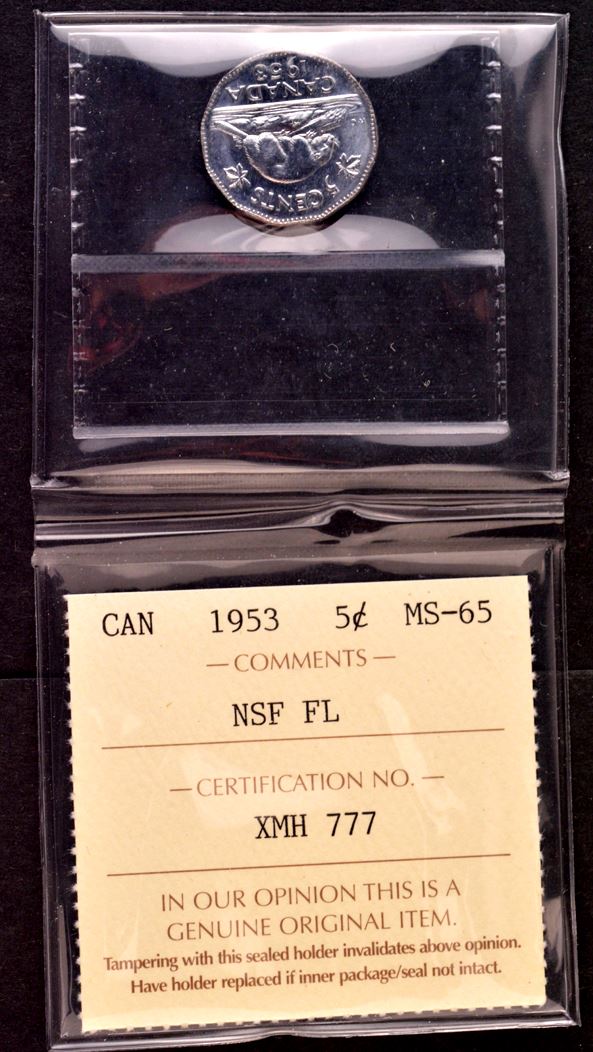 1953
CANADA
5 CENTS
CAN 1953 5¢ MS-65
— COMMENTS —
NSF FL
— CERTIFICATION NO. —
XMH 777
IN OUR OPINION THIS IS A
GENUINE ORIGINAL ITEM.
Tampering with this sealed holder invalidates above opinion.
Have holder replaced if inner package/seal not intact.